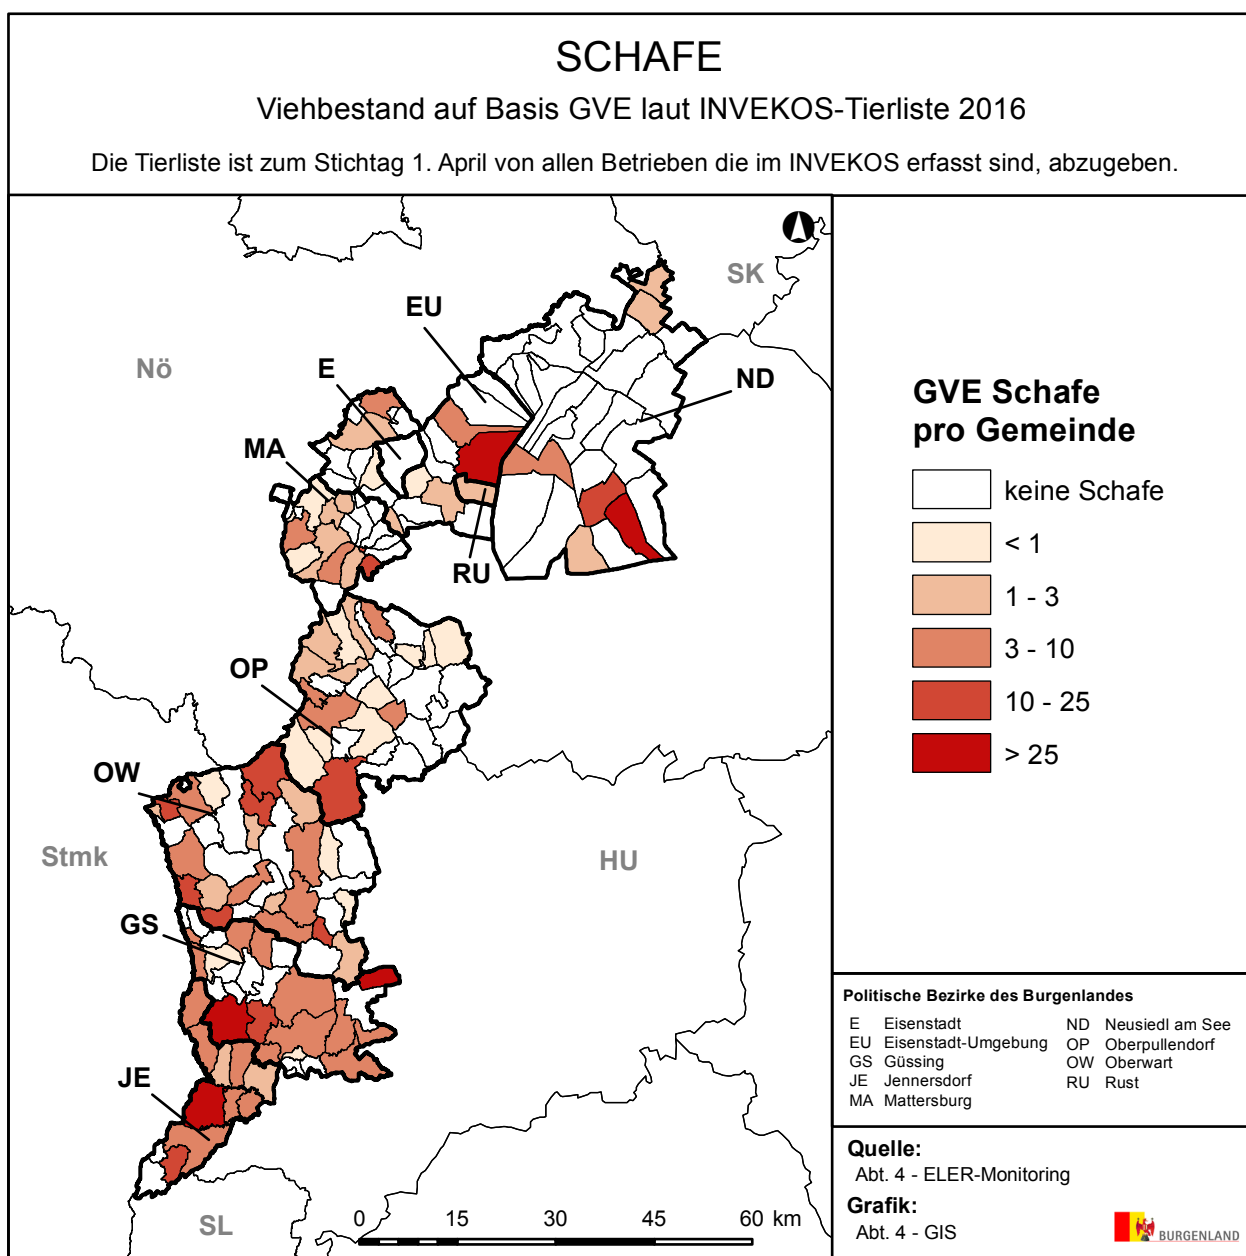 SCHAFE
Viehbestand auf Basis GVE laut INVEKOS-Tierliste 2016
Die Tierliste ist zum Stichtag 1. April von allen Betrieben die im INVEKOS erfasst sind, abzugeben.
SK
EU
Nö
E
ND
MA
RU
OP
OW
Stmk
HU
GS
JE
SL
0 15 30 45 60 km
GVE Schafe
pro Gemeinde
keine Schafe
< 1
1 - 3
3 - 10
10 - 25
> 25
Politische Bezirke des Burgenlandes
E Eisenstadt
EU Eisenstadt-Umgebung
GS Güssing
JE Jennersdorf
MA Mattersburg
ND Neusiedl am See
OP Oberpullendorf
OW Oberwart
RU Rust
Quelle:
Abt. 4 - ELER-Monitoring
Grafik:
Abt. 4 - GIS
BURGENLAND